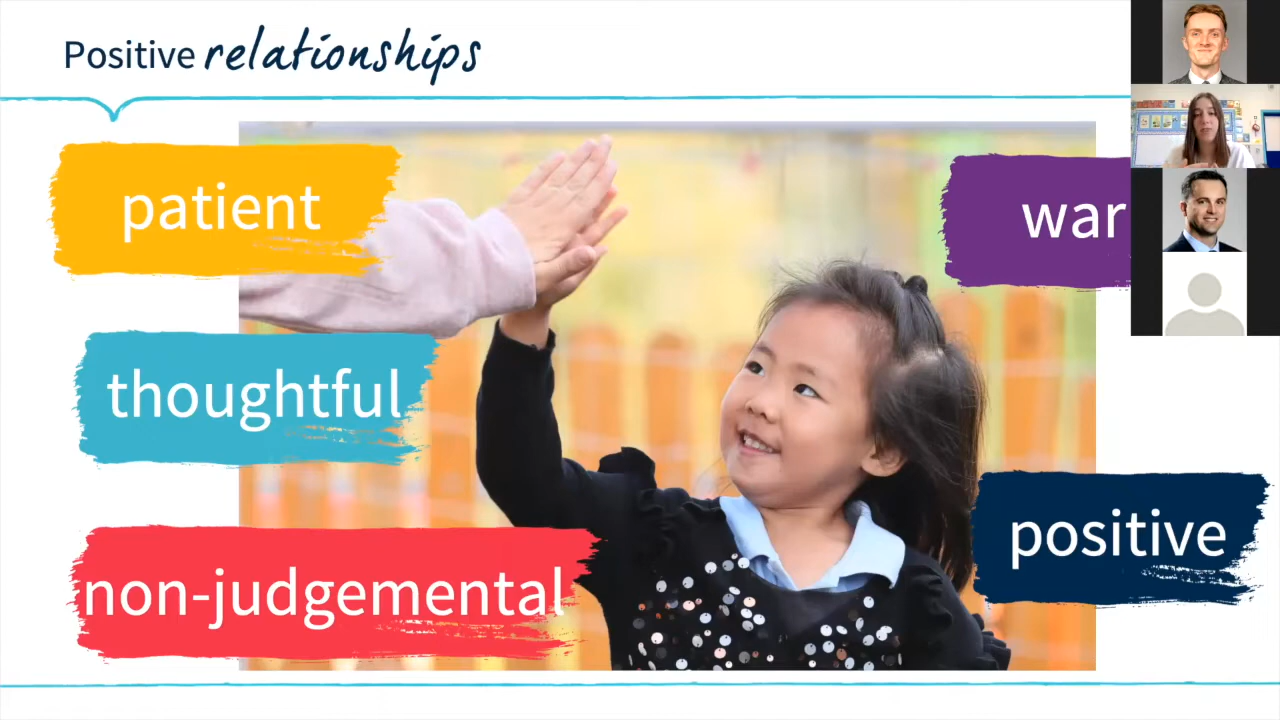 Positive relationships
patient
war
thoughtful
positive
non-judgemental